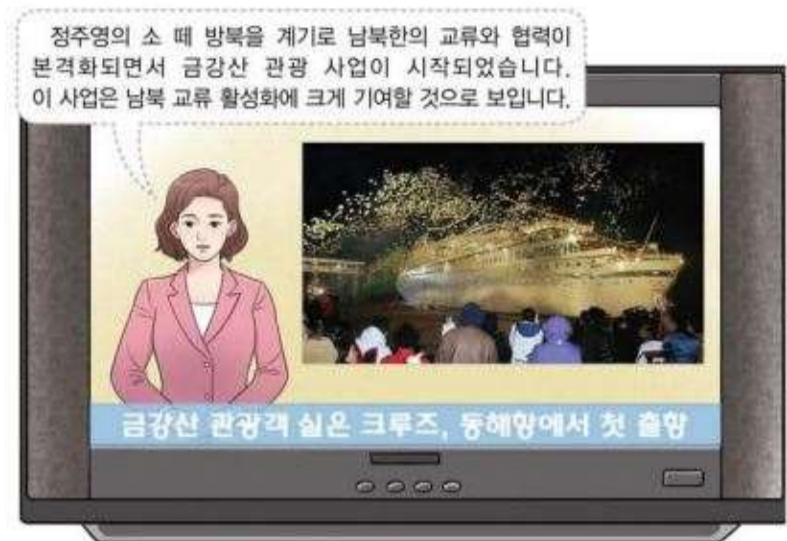 정주영의 소 떼 방북을 계기로 남북한의 교류와 협력이
본격화되면서 금강산 관광 사업이 시작되었습니다.
이 사업은 남북 교류 활성화에 크게 기여할 것으로 보입니다.
금강산 관광객 실은 크루즈, 동해항에서 첫 출항